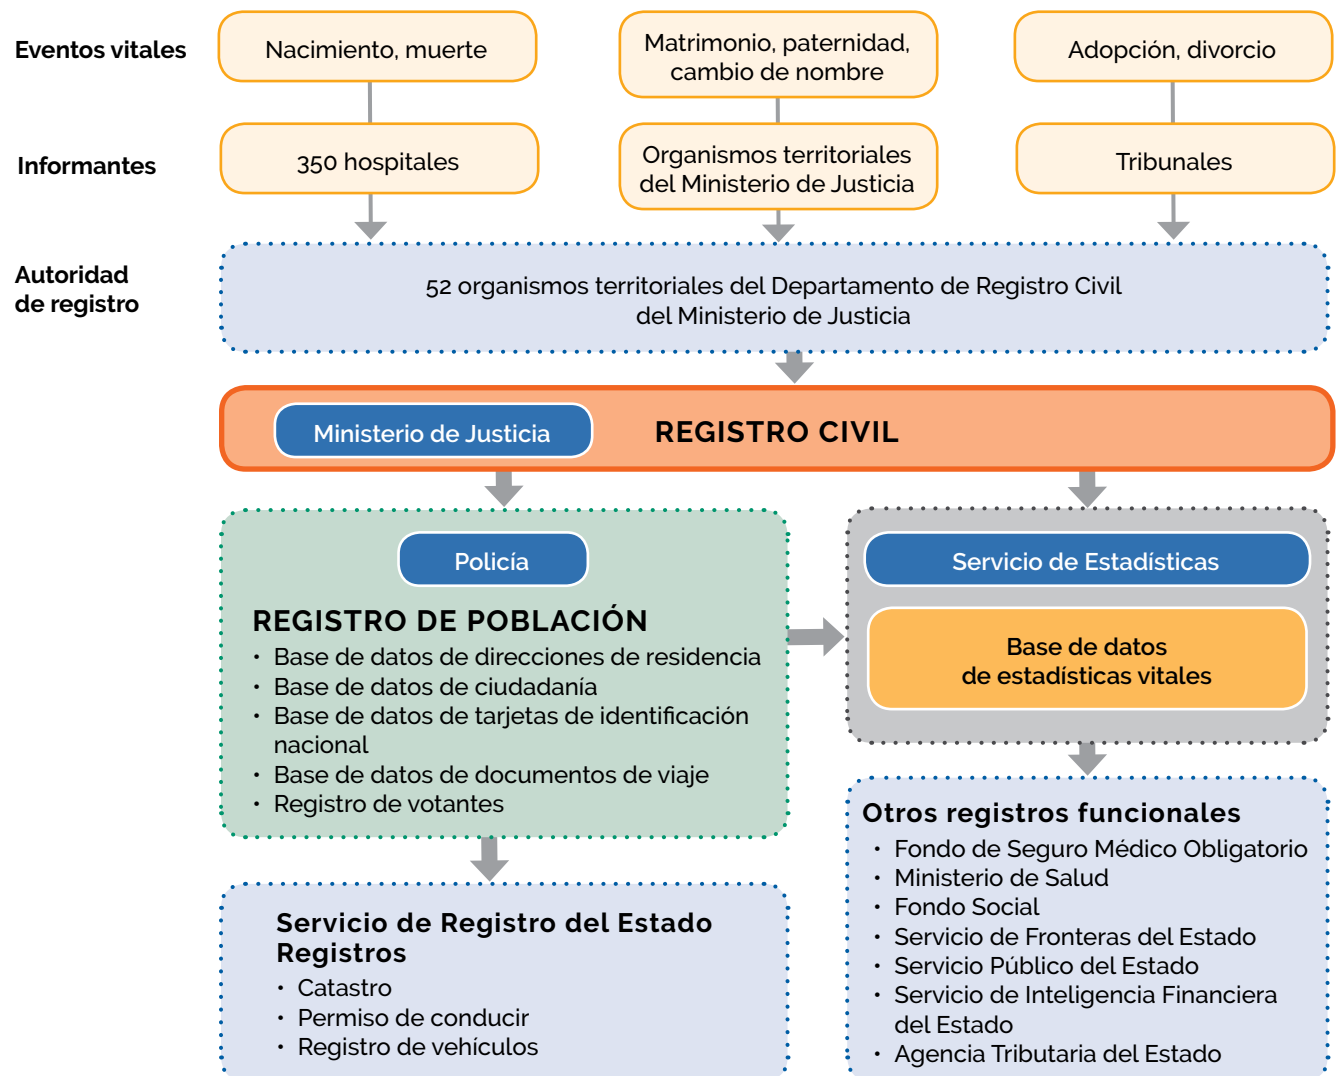 Eventos vitales
Nacimiento, muerte
Matrimonio, paternidad,
cambio de nombre
Adopción, divorcio
Informantes
350 hospitales
Organismos territoriales
del Ministerio de Justicia
Tribunales
Autoridad
de registro
52 organismos territoriales del Departamento de Registro Civil
del Ministerio de Justicia
Ministerio de Justicia
REGISTRO CIVIL
Policía
REGISTRO DE POBLACIÓN
• Base de datos de direcciones de residencia
• Base de datos de ciudadanía
• Base de datos de tarjetas de identificación
nacional
• Base de datos de documentos de viaje
• Registro de votantes
Servicio de Estadísticas
Base de datos
de estadísticas vitales
Servicio de Registro del Estado
Registros
• Catastro
• Permiso de conducir
• Registro de vehículos
Otros registros funcionales
• Fondo de Seguro Médico Obligatorio
• Ministerio de Salud
• Fondo Social
• Servicio de Fronteras del Estado
• Servicio Público del Estado
• Servicio de Inteligencia Financiera
del Estado
• Agencia Tributaria del Estado